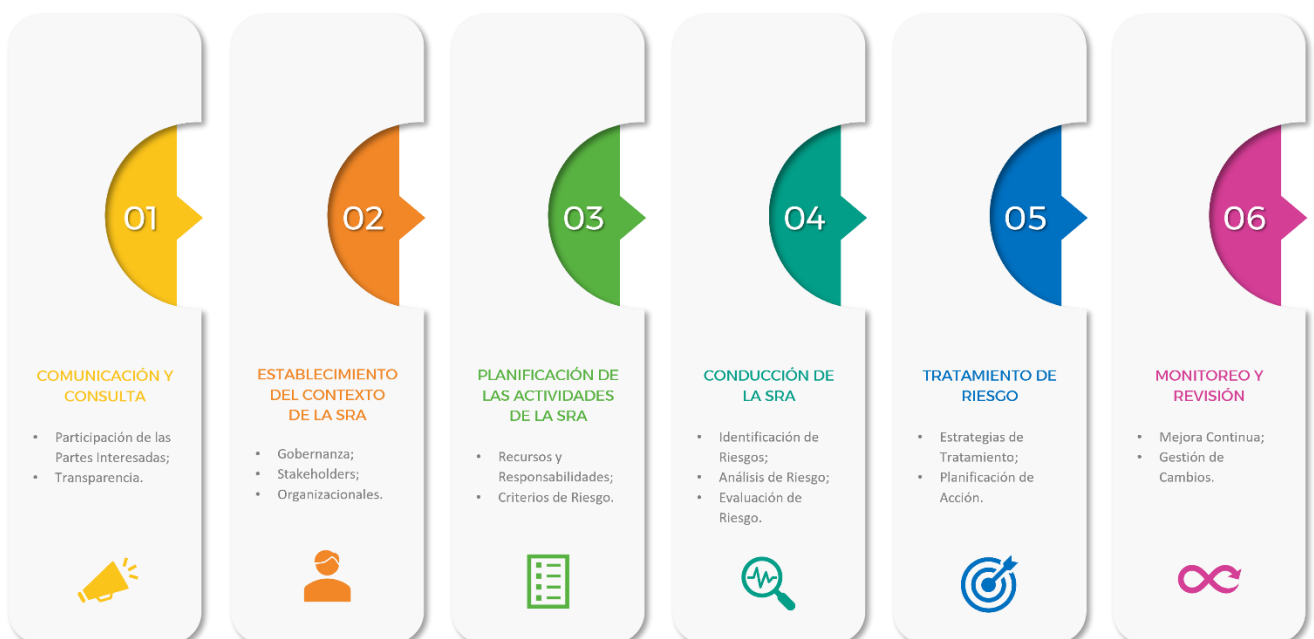 01
COMUNICACIÓN Y
CONSULTA
• Participación de las
Partes Interesadas;
• Transparencia.
02
ESTABLECIMIENTO
DEL CONTEXTO
DE LA SRA
• Gobernanza;
• Stakeholders;
• Organizacionales.
03
PLANIFICACIÓN DE
LAS ACTIVIDADES
DE LA SRA
• Recursos y
Responsabilidades;
• Criterios de Riesgo.
04
CONDUCCIÓN DE
LA SRA
• Identificación de
Riesgos;
• Análisis de Riesgo;
• Evaluación de
Riesgo.
05
TRATAMIENTO DE
RIESGO
• Estrategias de
Tratamiento;
• Planificación de
Acción.
06
MONITOREO Y
REVISIÓN
• Mejora Continua;
• Gestión de
Cambios.